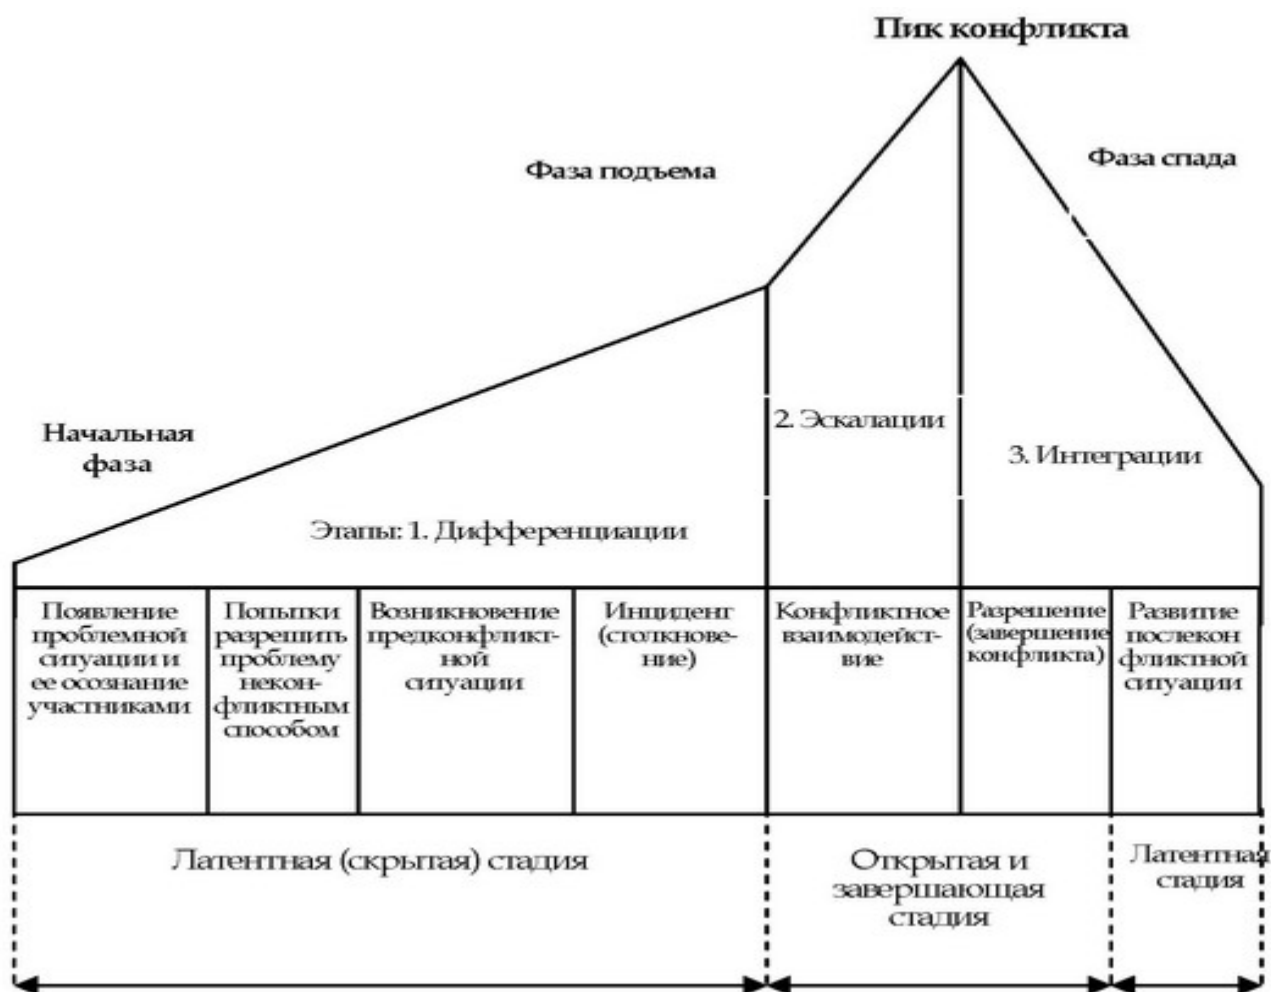 Пик конфликта
Фаза подъема
Фаза спада
Начальная
фаза
2. Эскалации
3. Интеграции
Этапы: 1. Дифференциации
Появление
проблемной
ситуации и
ее осознание
участниками
Попытки
разрешить
проблему
некон-
фликтным
способом
Возникновение
предконфликт-
ной
ситуации
Инцидент
(столкнове-
ние)
Конфликтное
взаимодейст-
вие
Разрешение
(завершение
конфликта)
Развитие
послекон
фликтной
ситуации
Латентная (скрытая) стадия
Открытая и
завершающая
стадия
Латентная
стадия